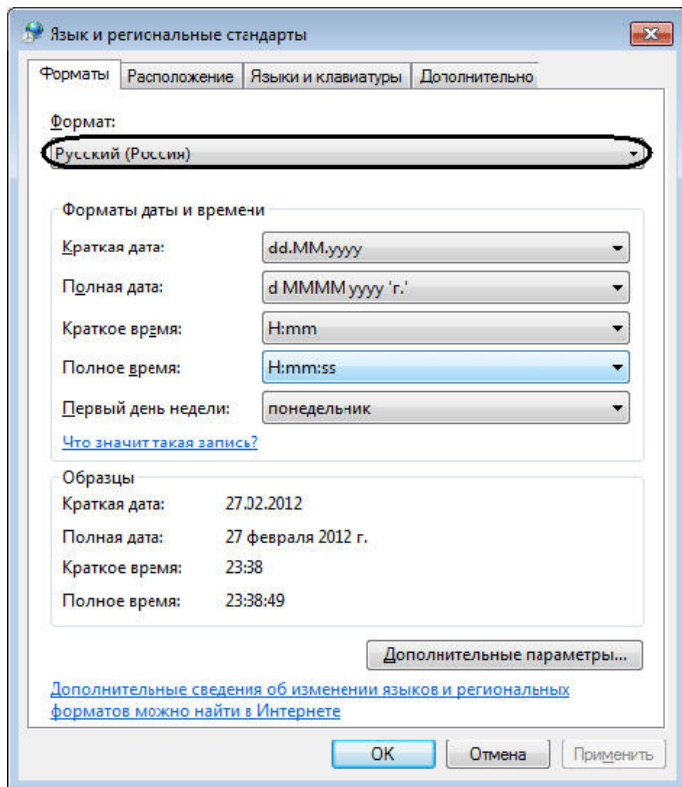 Язык и региональные стандарты
Форматы Расположение Языки и клавиатуры Дополнительно
Формат:
Русский (Россия)
Форматы даты и времени
Краткая дата: dd.MM.yyyy
Полная дата: d MMMM yyyy 'г.'
Краткое время: H:mm
Полное время: H:mm:ss
Первый день недели: понедельник
Что значит такая запись?
Образцы
Краткая дата: 27.02.2012
Полная дата: 27 февраля 2012 г.
Краткое время: 23:38
Полное время: 23:38:49
Дополнительные параметры...
Дополнительные сведения об изменении языков и региональных
форматов можно найти в Интернете
OK Отмена Применить